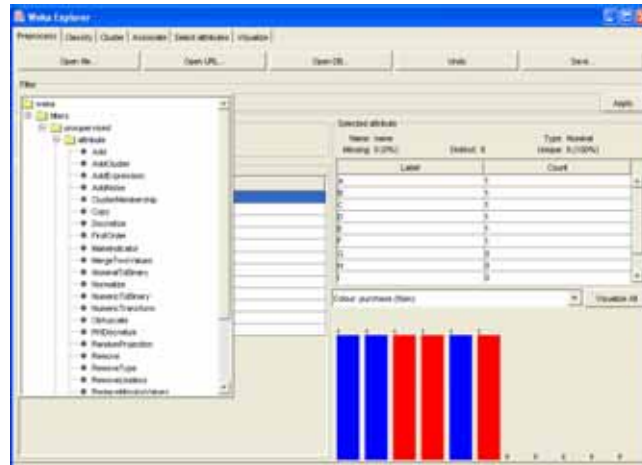 Weka Explorer
Preprocess Classify Cluster Associate Select attributes Visualize
Open file... Open URL... Open DB... Undo Save...
Filter
weka
filters
unsupervised
attribute
Add
AddCluster
AddExpression
AddNoise
ClusterMembership
Copy
Discretize
FirstOrder
MakeIndicator
MergeTwoValues
NominalToBinary
Normalize
NumericToBinary
NumericTransform
Obfuscate
PKIDiscretize
RandomProjection
Remove
RemoveType
RemoveUseless
ReplaceMissingValues
Apply
Selected attribute
Name: name Type: Nominal
Missing: 0 (0%) Distinct: 6 Unique: 6 (100%)
Label Count
A 1
B 1
C 1
D 1
E 1
F 1
G 0
H 0
I 0
Colour: purchase (Nom) Visualize All